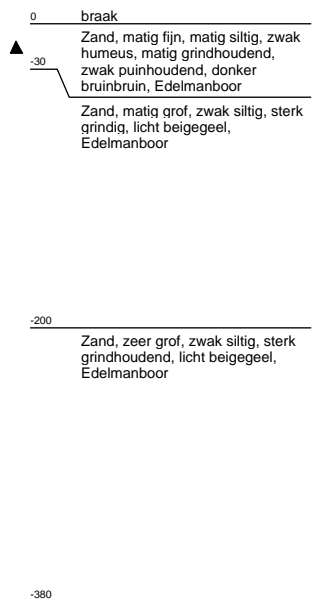 0 braak
Zand, matig fijn, matig siltig, zwak
humeus, matig grindhoudend,
-30
zwak puinhoudend, donker
bruinbruin, Edelmanboor
Zand, matig grof, zwak siltig, sterk
grindig, licht beigegeel,
Edelmanboor
-200
Zand, zeer grof, zwak siltig, sterk
grindhoudend, licht beigegeel,
Edelmanboor
-380